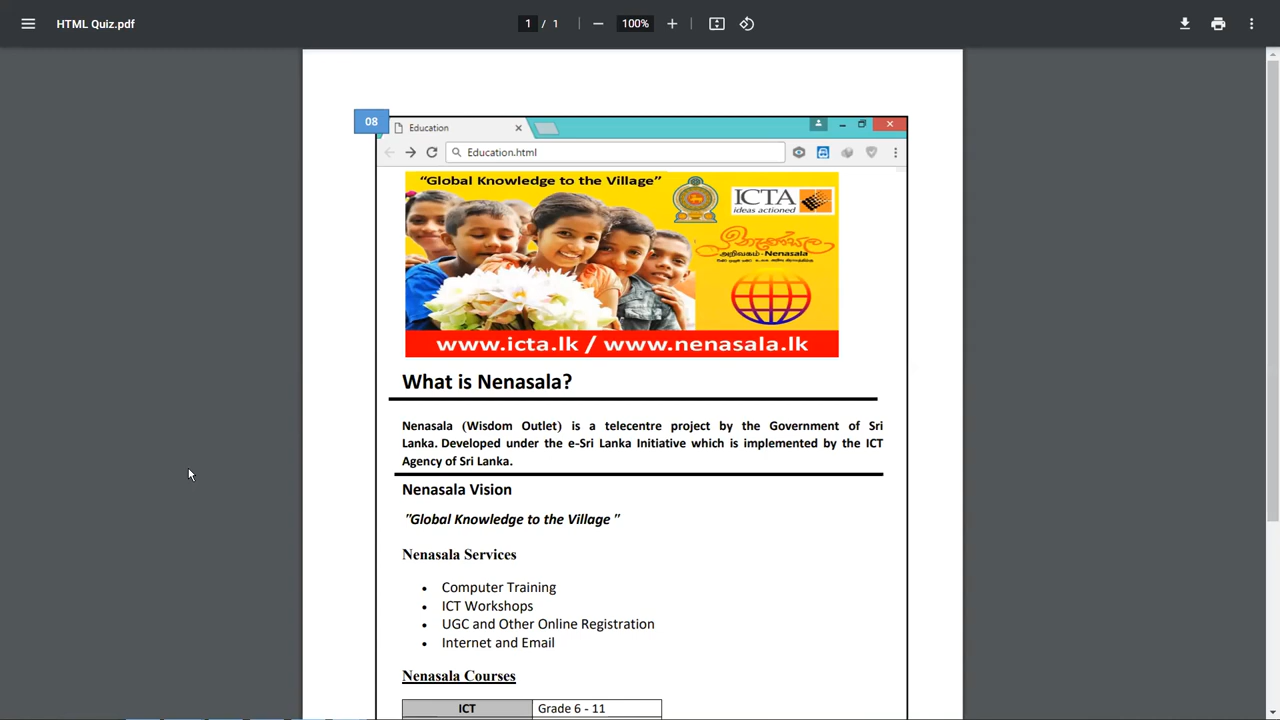 HTML Quiz.pdf
1 / 1
100%
08
Education
Education.html
“Global Knowledge to the Village”
ICTA
ideas actioned
அறிவகம் · Nenasala
www.icta.lk / www.nenasala.lk
What is Nenasala?
Nenasala (Wisdom Outlet) is a telecentre project by the Government of Sri
Lanka. Developed under the e-Sri Lanka Initiative which is implemented by the ICT
Agency of Sri Lanka.
Nenasala Vision
"Global Knowledge to the Village "
Nenasala Services
• Computer Training
• ICT Workshops
• UGC and Other Online Registration
• Internet and Email
Nenasala Courses
ICT Grade 6 - 11